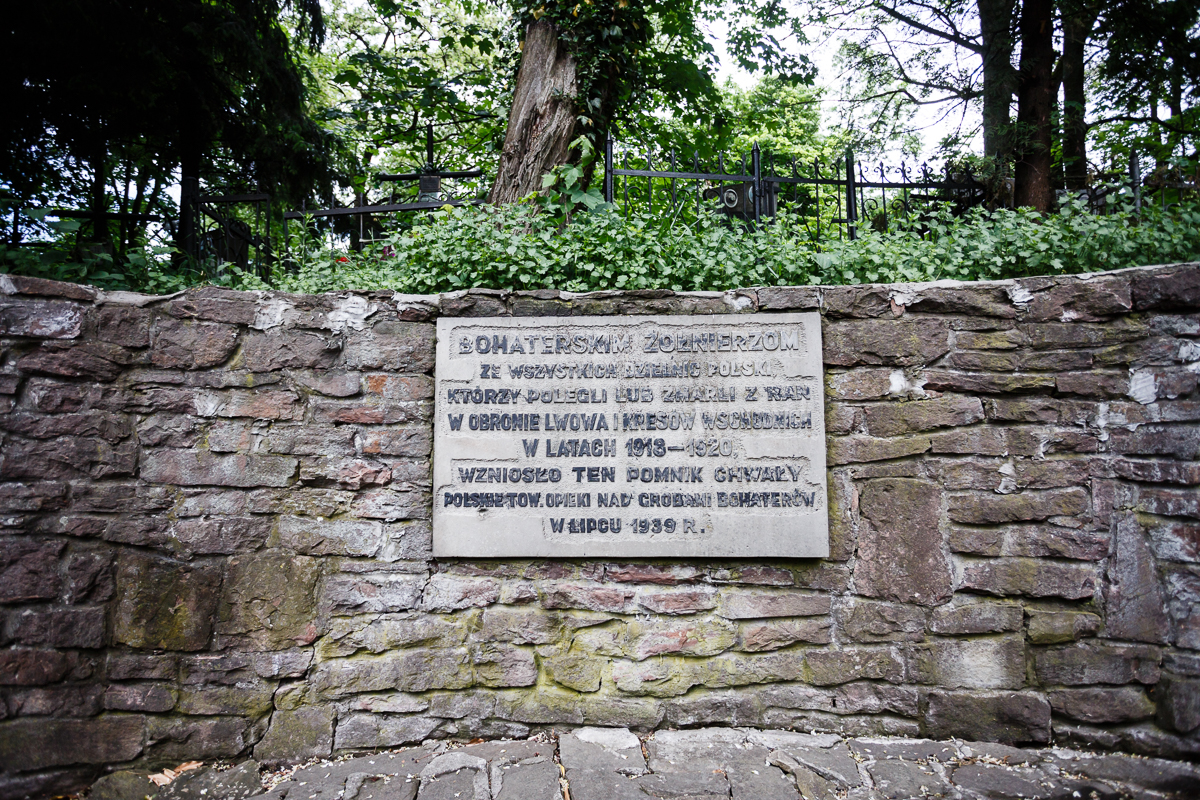 BOHATERSKIM ŻOŁNIERZOM
ZE WSZYSTKICH DZIELNIC POLSKI,
KTÓRZY POLEGLI LUB ZMARLI Z RAN
W OBRONIE LWOWA I KRESÓW WSCHODNICH
W LATACH 1918—1920,
WZNIOSŁO TEN POMNIK CHWAŁY
POLSKIE TOW. OPIEKI NAD GROBAMI BOHATERÓW
W LIPCU 1939 R.